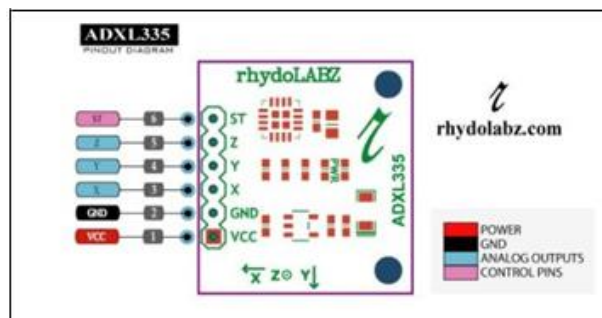 ADXL335
PINOUT DIAGRAM
rhydoLABZ
ST 6 ST
Z 5 Z
Y 4 Y
X 3 X
GND 2 GND
VCC 1 VCC
PWR
ADXL335
X Z Y
rhydolabz.com
POWER
GND
ANALOG OUTPUTS
CONTROL PINS